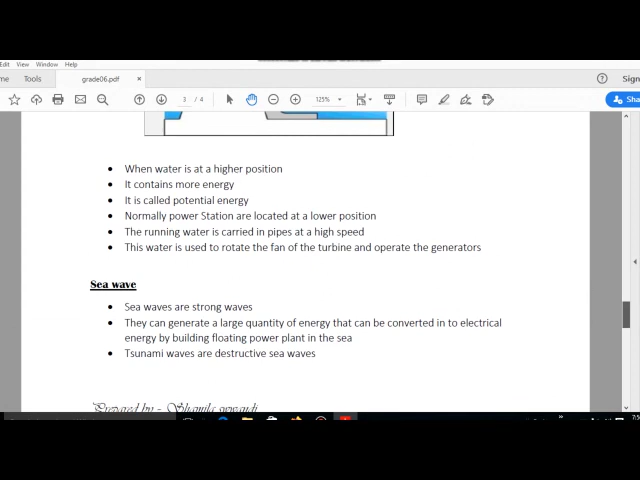 Edit View Window Help
me Tools grade06.pdf × Sign
3 / 4 125% Sha
When water is at a higher position
It contains more energy
It is called potential energy
Normally power Station are located at a lower position
The running water is carried in pipes at a high speed
This water is used to rotate the fan of the turbine and operate the generators
Sea wave
Sea waves are strong waves
They can generate a large quantity of energy that can be converted in to electrical
energy by building floating power plant in the sea
Tsunami waves are destructive sea waves
Prepared by -